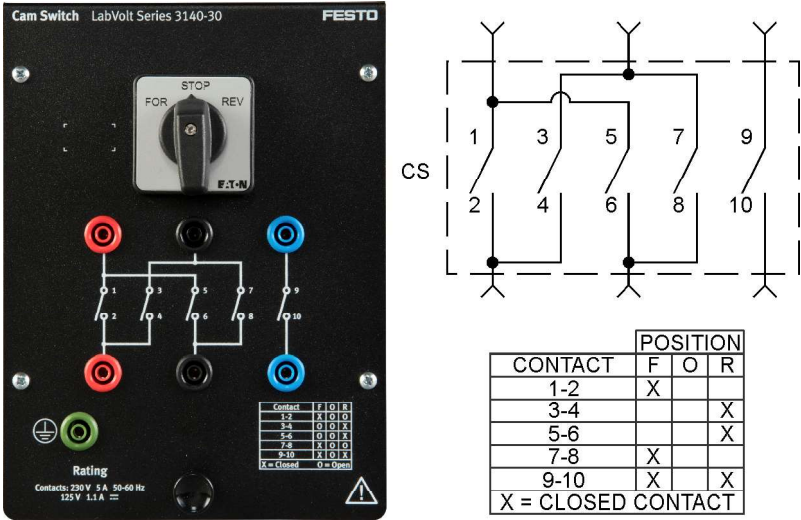 Cam Switch LabVolt Series 3140-30 FESTO
STOP
FOR REV
EATON
1 3 5 7 9
2 4 6 8 10
Contact F O R
1-2 X O O
3-4 O O X
5-6 O O X
7-8 X O O
9-10 X O X
X = Closed O = Open
Rating
Contacts: 230 V 5 A 50-60 Hz
125 V 1.1 A
1 3 5 7 9
CS
2 4 6 8 10
POSITION
CONTACT F O R
1-2 X
3-4 X
5-6 X
7-8 X
9-10 X X
X = CLOSED CONTACT